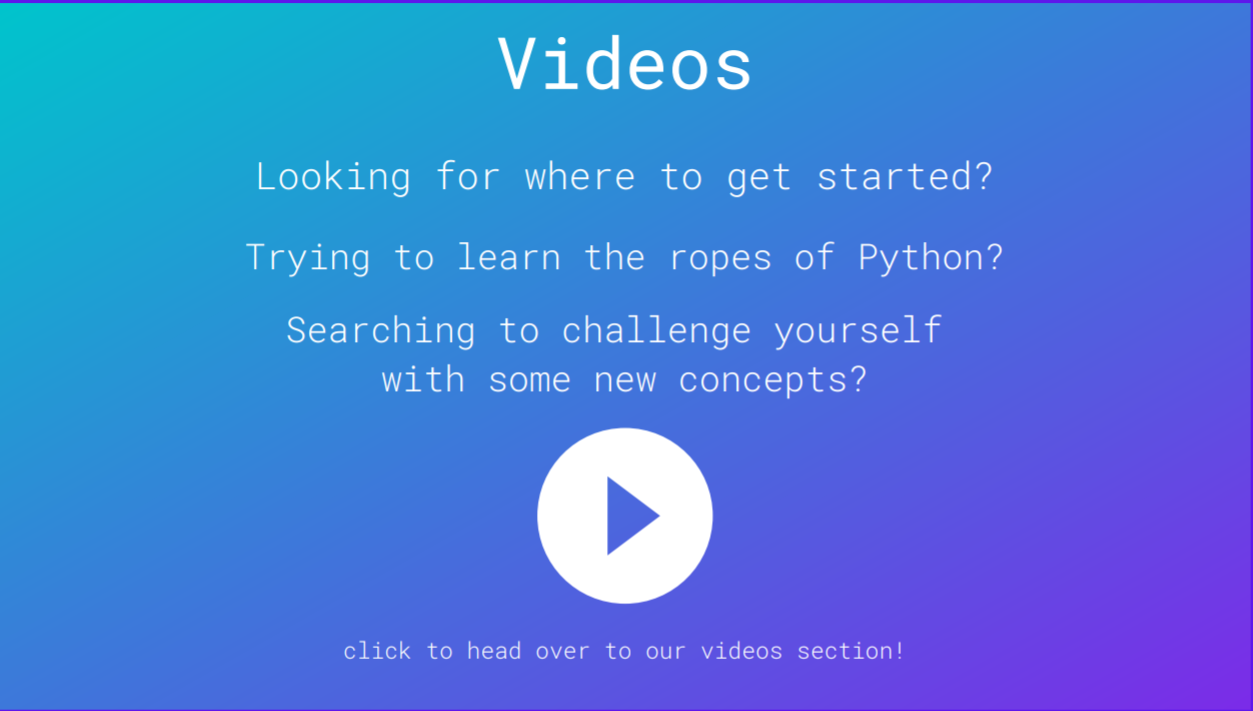 Videos
Looking for where to get started?
Trying to learn the ropes of Python?
Searching to challenge yourself
with some new concepts?
click to head over to our videos section!